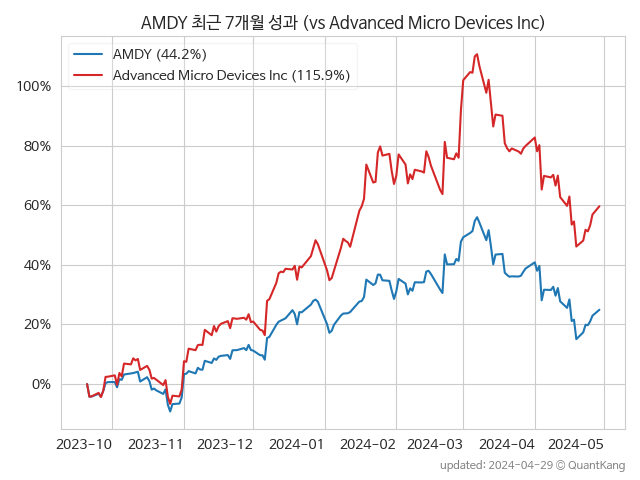 AMDY 최근 7개월 성과 (vs Advanced Micro Devices Inc)
AMDY (44.2%)
Advanced Micro Devices Inc (115.9%)
100%
80%
60%
40%
20%
0%
2023-10 2023-11 2023-12 2024-01 2024-02 2024-03 2024-04 2024-05
updated: 2024-04-29 © QuantKang